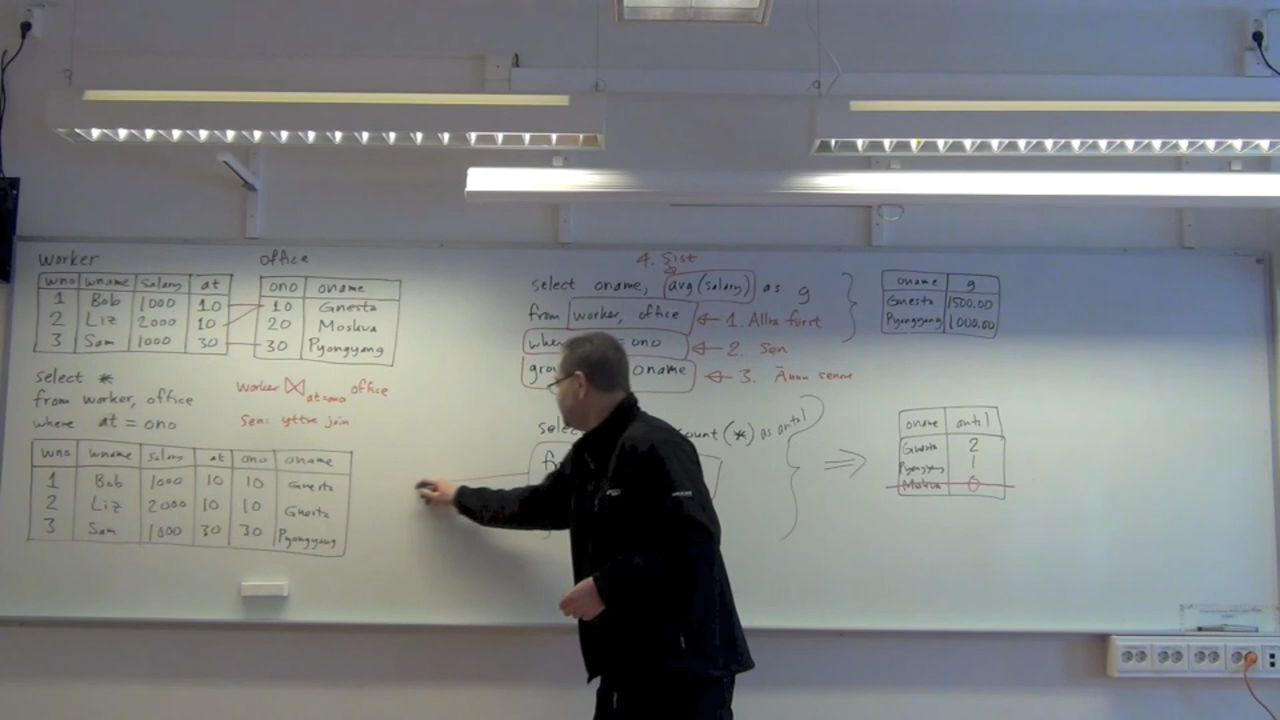 worker
wno wname salary at
1 Bob 1000 10
2 Liz 2000 10
3 Sam 1000 30
office
ono oname
10 Gnesta
20 Moskva
30 Pyongyang
select *
from worker, office
where at = ono
Worker ⋈ at=ono office
Sen: yttre join
wno wname salary at ono oname
1 Bob 1000 10 10 Gnesta
2 Liz 2000 10 10 Gnesta
3 Sam 1000 30 30 Pyongyang
4. Sist
select oname, avg(salary) as g
from worker, office ⇐ 1. Allra först
= ono ⇐ 2. Sen
oname ⇐ 3. Ännu senare
oname g
Gnesta 1500.00
Pyongyang 1000.00
count (*) as antal
⇒
oname antal
Gnesta 2
Pyongyang 1
Moskva 0